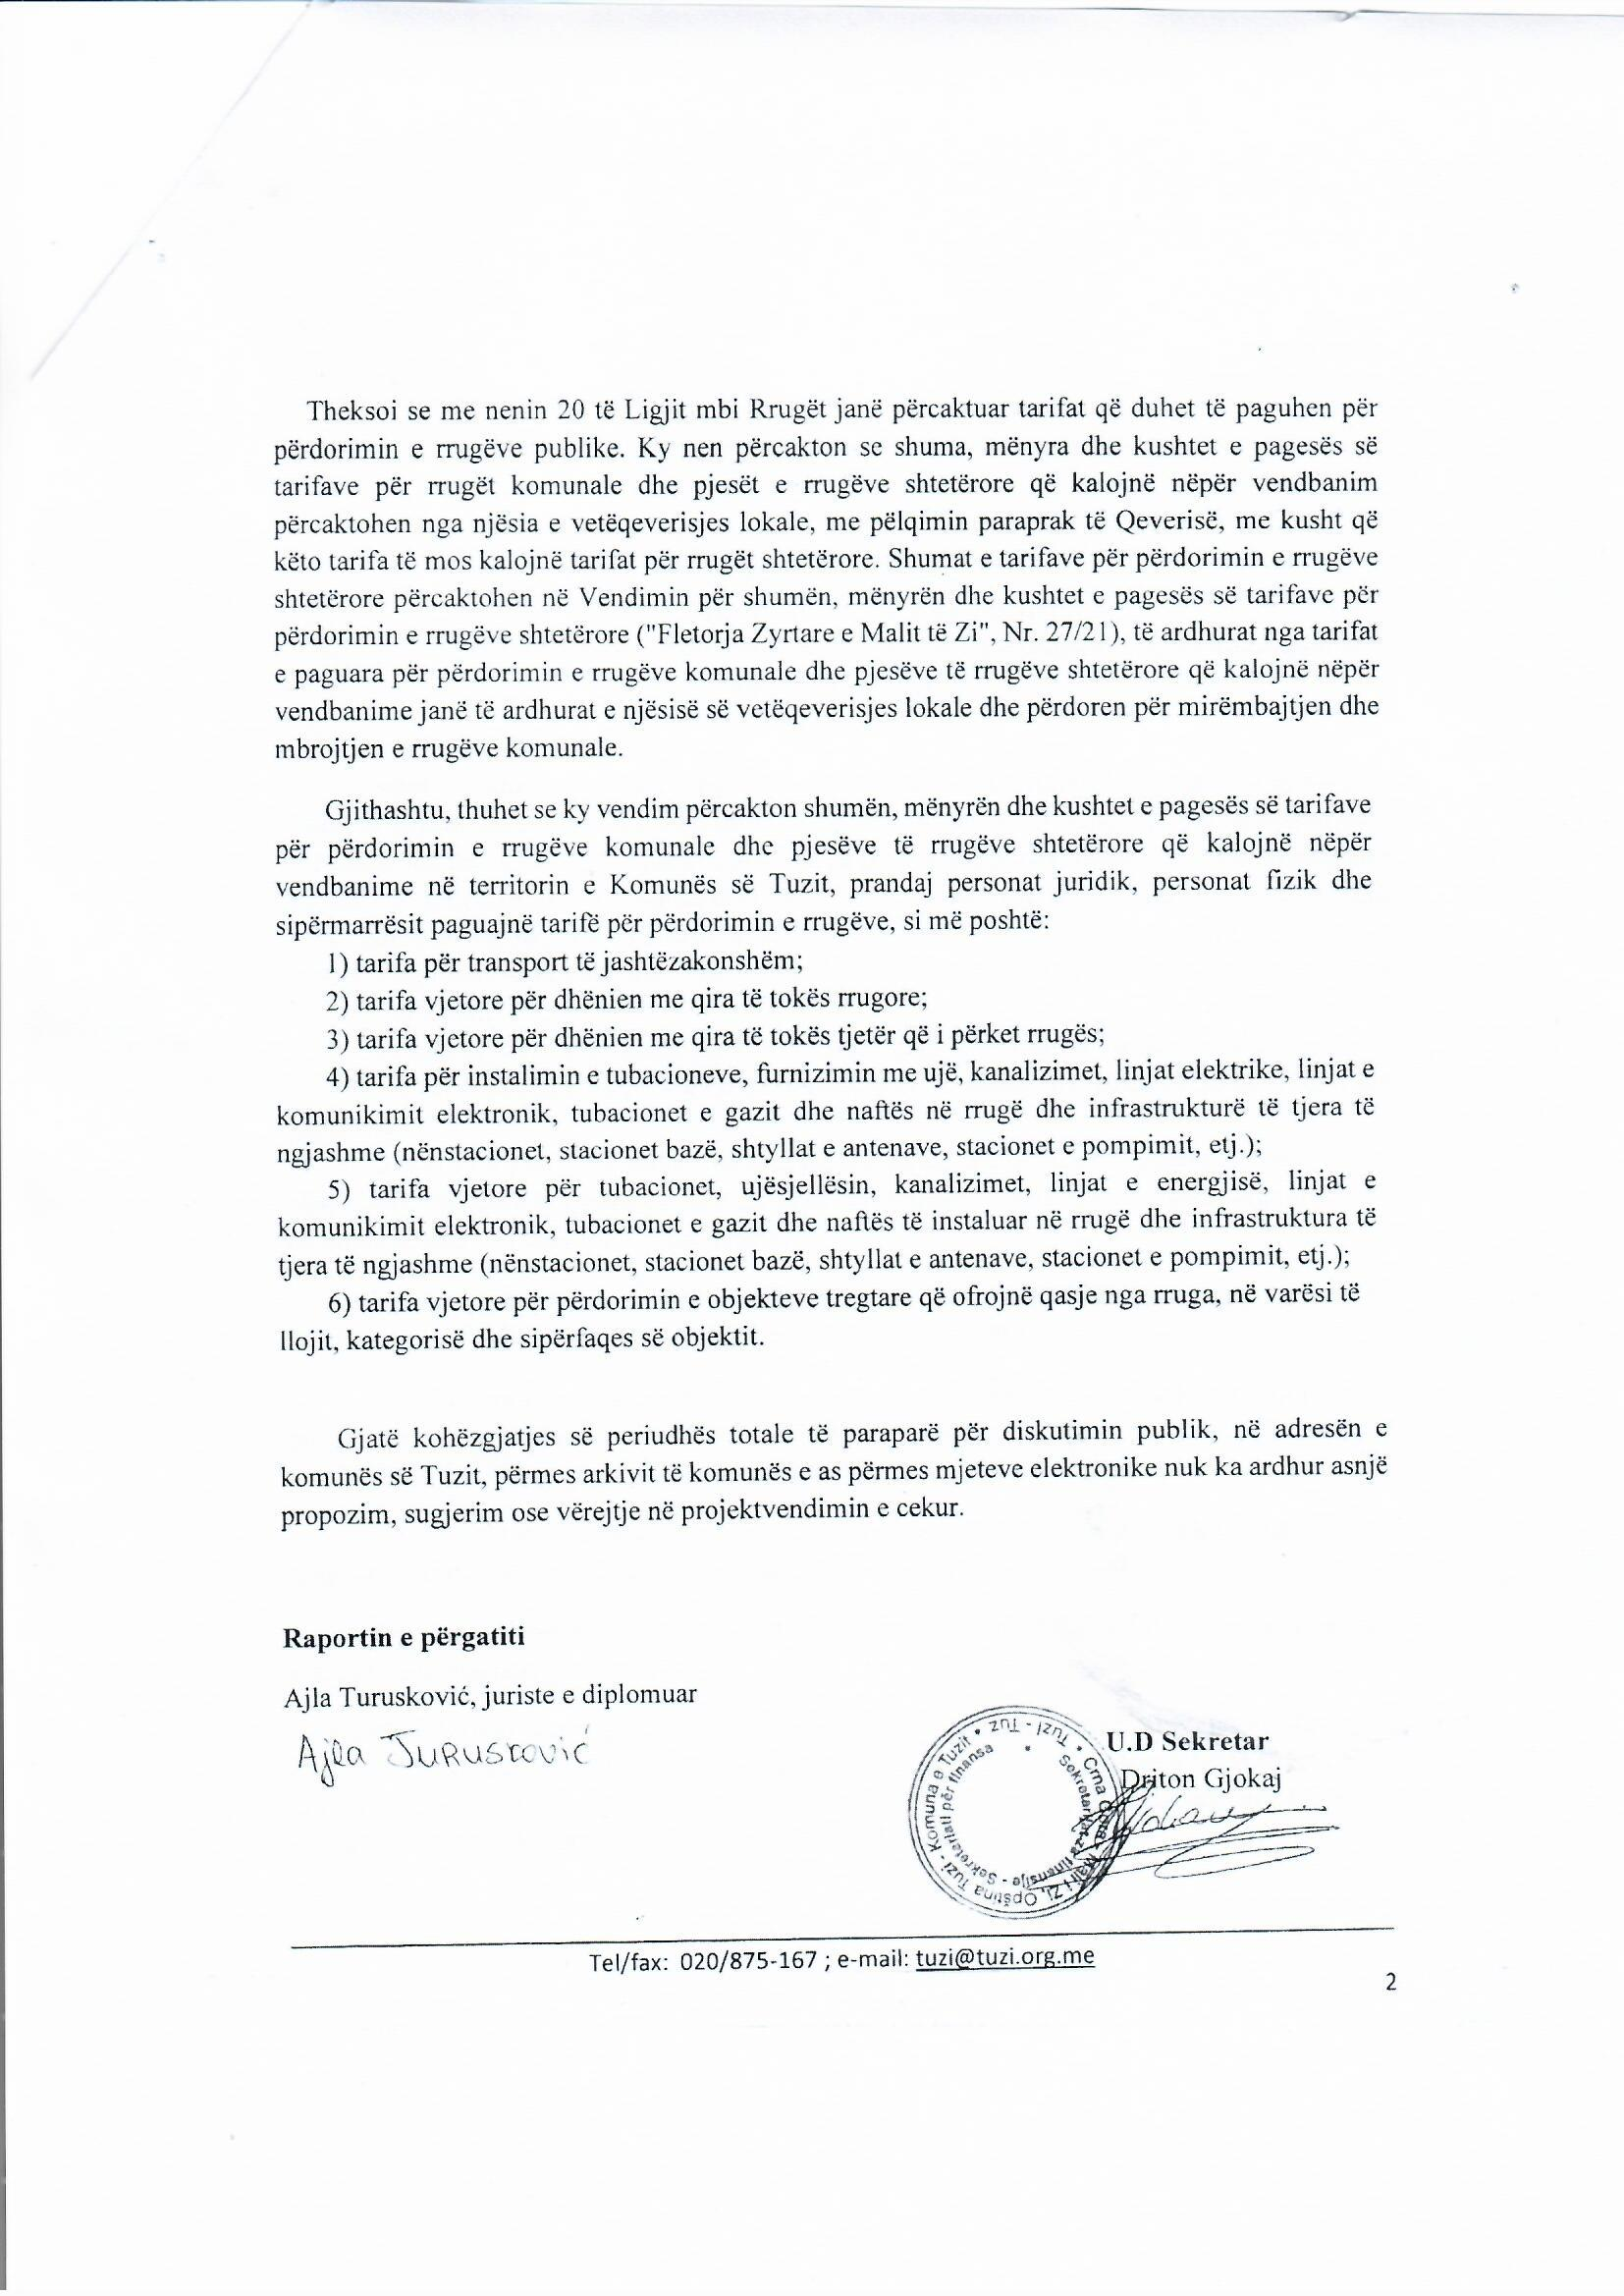 Theksoi se me nenin 20 të Ligjit mbi Rrugët janë përcaktuar tarifat që duhet të paguhen për
përdorimin e rrugëve publike. Ky nen përcakton se shuma, mënyra dhe kushtet e pagesës së
tarifave për rrugët komunale dhe pjesët e rrugëve shtetërore që kalojnë nëpër vendbanim
përcaktohen nga njësia e vetëqeverisjes lokale, me pëlqimin paraprak të Qeverisë, me kusht që
këto tarifa të mos kalojnë tarifat për rrugët shtetërore. Shumat e tarifave për përdorimin e rrugëve
shtetërore përcaktohen në Vendimin për shumën, mënyrën dhe kushtet e pagesës së tarifave për
përdorimin e rrugëve shtetërore ("Fletorja Zyrtare e Malit të Zi", Nr. 27/21), të ardhurat nga tarifat
e paguara për përdorimin e rrugëve komunale dhe pjesëve të rrugëve shtetërore që kalojnë nëpër
vendbanime janë të ardhurat e njësisë së vetëqeverisjes lokale dhe përdoren për mirëmbajtjen dhe
mbrojtjen e rrugëve komunale.
Gjithashtu, thuhet se ky vendim përcakton shumën, mënyrën dhe kushtet e pagesës së tarifave
për përdorimin e rrugëve komunale dhe pjesëve të rrugëve shtetërore që kalojnë nëpër
vendbanime në territorin e Komunës së Tuzit, prandaj personat juridik, personat fizik dhe
sipërmarrësit paguajnë tarifë për përdorimin e rrugëve, si më poshtë:
1) tarifa për transport të jashtëzakonshëm;
2) tarifa vjetore për dhënien me qira të tokës rrugore;
3) tarifa vjetore për dhënien me qira të tokës tjetër që i përket rrugës;
4) tarifa për instalimin e tubacioneve, furnizimin me ujë, kanalizimet, linjat elektrike, linjat e
komunikimit elektronik, tubacionet e gazit dhe naftës në rrugë dhe infrastrukturë të tjera të
ngjashme (nënstacionet, stacionet bazë, shtyllat e antenave, stacionet e pompimit, etj.);
5) tarifa vjetore për tubacionet, ujësjellësin, kanalizimet, linjat e energjisë, linjat e
komunikimit elektronik, tubacionet e gazit dhe naftës të instaluar në rrugë dhe infrastruktura të
tjera të ngjashme (nënstacionet, stacionet bazë, shtyllat e antenave, stacionet e pompimit, etj.);
6) tarifa vjetore për përdorimin e objekteve tregtare që ofrojnë qasje nga rruga, në varësi të
llojit, kategorisë dhe sipërfaqes së objektit.
Gjatë kohëzgjatjes së periudhës totale të paraparë për diskutimin publik, në adresën e
komunës së Tuzit, përmes arkivit të komunës e as përmes mjeteve elektronike nuk ka ardhur asnjë
propozim, sugjerim ose vërejtje në projektvendimin e cekur.
Raportin e përgatiti
Ajla Turusković, juriste e diplomuar
Ajla Turusković
U.D Sekretar
Driton Gjokaj
Opština Tuzi - Komuna e Tuzit • Tuzi - Tuz • Crna
Sekretarijat za finansije - Sekretariati për finansa
Tel/fax: 020/875-167 ; e-mail: tuzi@tuzi.org.me
2